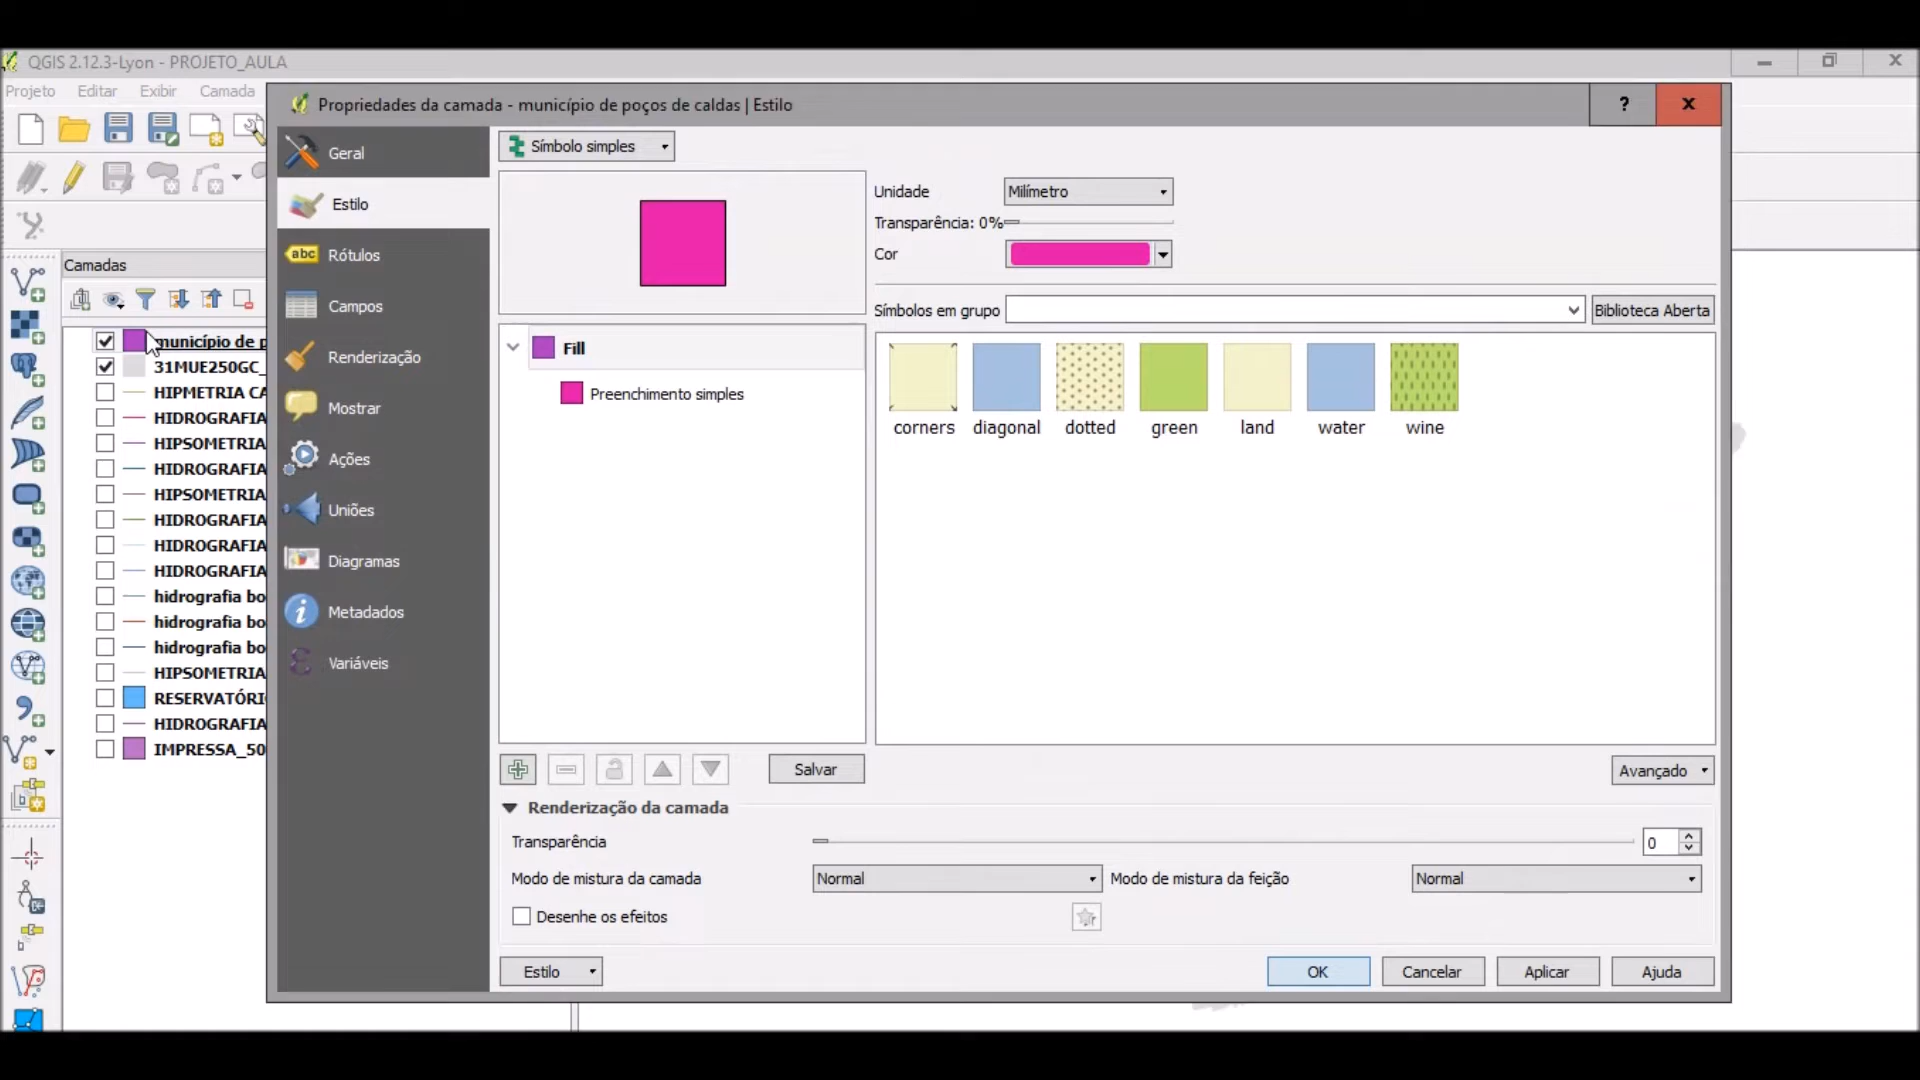 QGIS 2.12.3-Lyon - PROJETO_AULA
Projeto Editar Exibir Camada
Propriedades da camada - município de poços de caldas | Estilo
?
Geral
Estilo
abc Rótulos
Campos
Renderização
Mostrar
Ações
Uniões
Diagramas
Metadados
Variáveis
Símbolo simples
Unidade Milímetro
Transparência: 0%
Cor
Símbolos em grupo Biblioteca Aberta
Fill
Preenchimento simples
corners diagonal dotted green land water wine
Salvar Avançado
Renderização da camada
Transparência 0
Modo de mistura da camada Normal Modo de mistura da feição Normal
Desenhe os efeitos
Estilo OK Cancelar Aplicar Ajuda
Camadas
município de p
31MUE250GC_
HIPMETRIA CA
HIDROGRAFIA
HIPSOMETRIA
HIDROGRAFIA
HIPSOMETRIA
HIDROGRAFIA
HIDROGRAFIA
HIDROGRAFIA
hidrografia bo
hidrografia bo
hidrografia bo
HIPSOMETRIA
RESERVATÓRI
HIDROGRAFIA
IMPRESSA_50